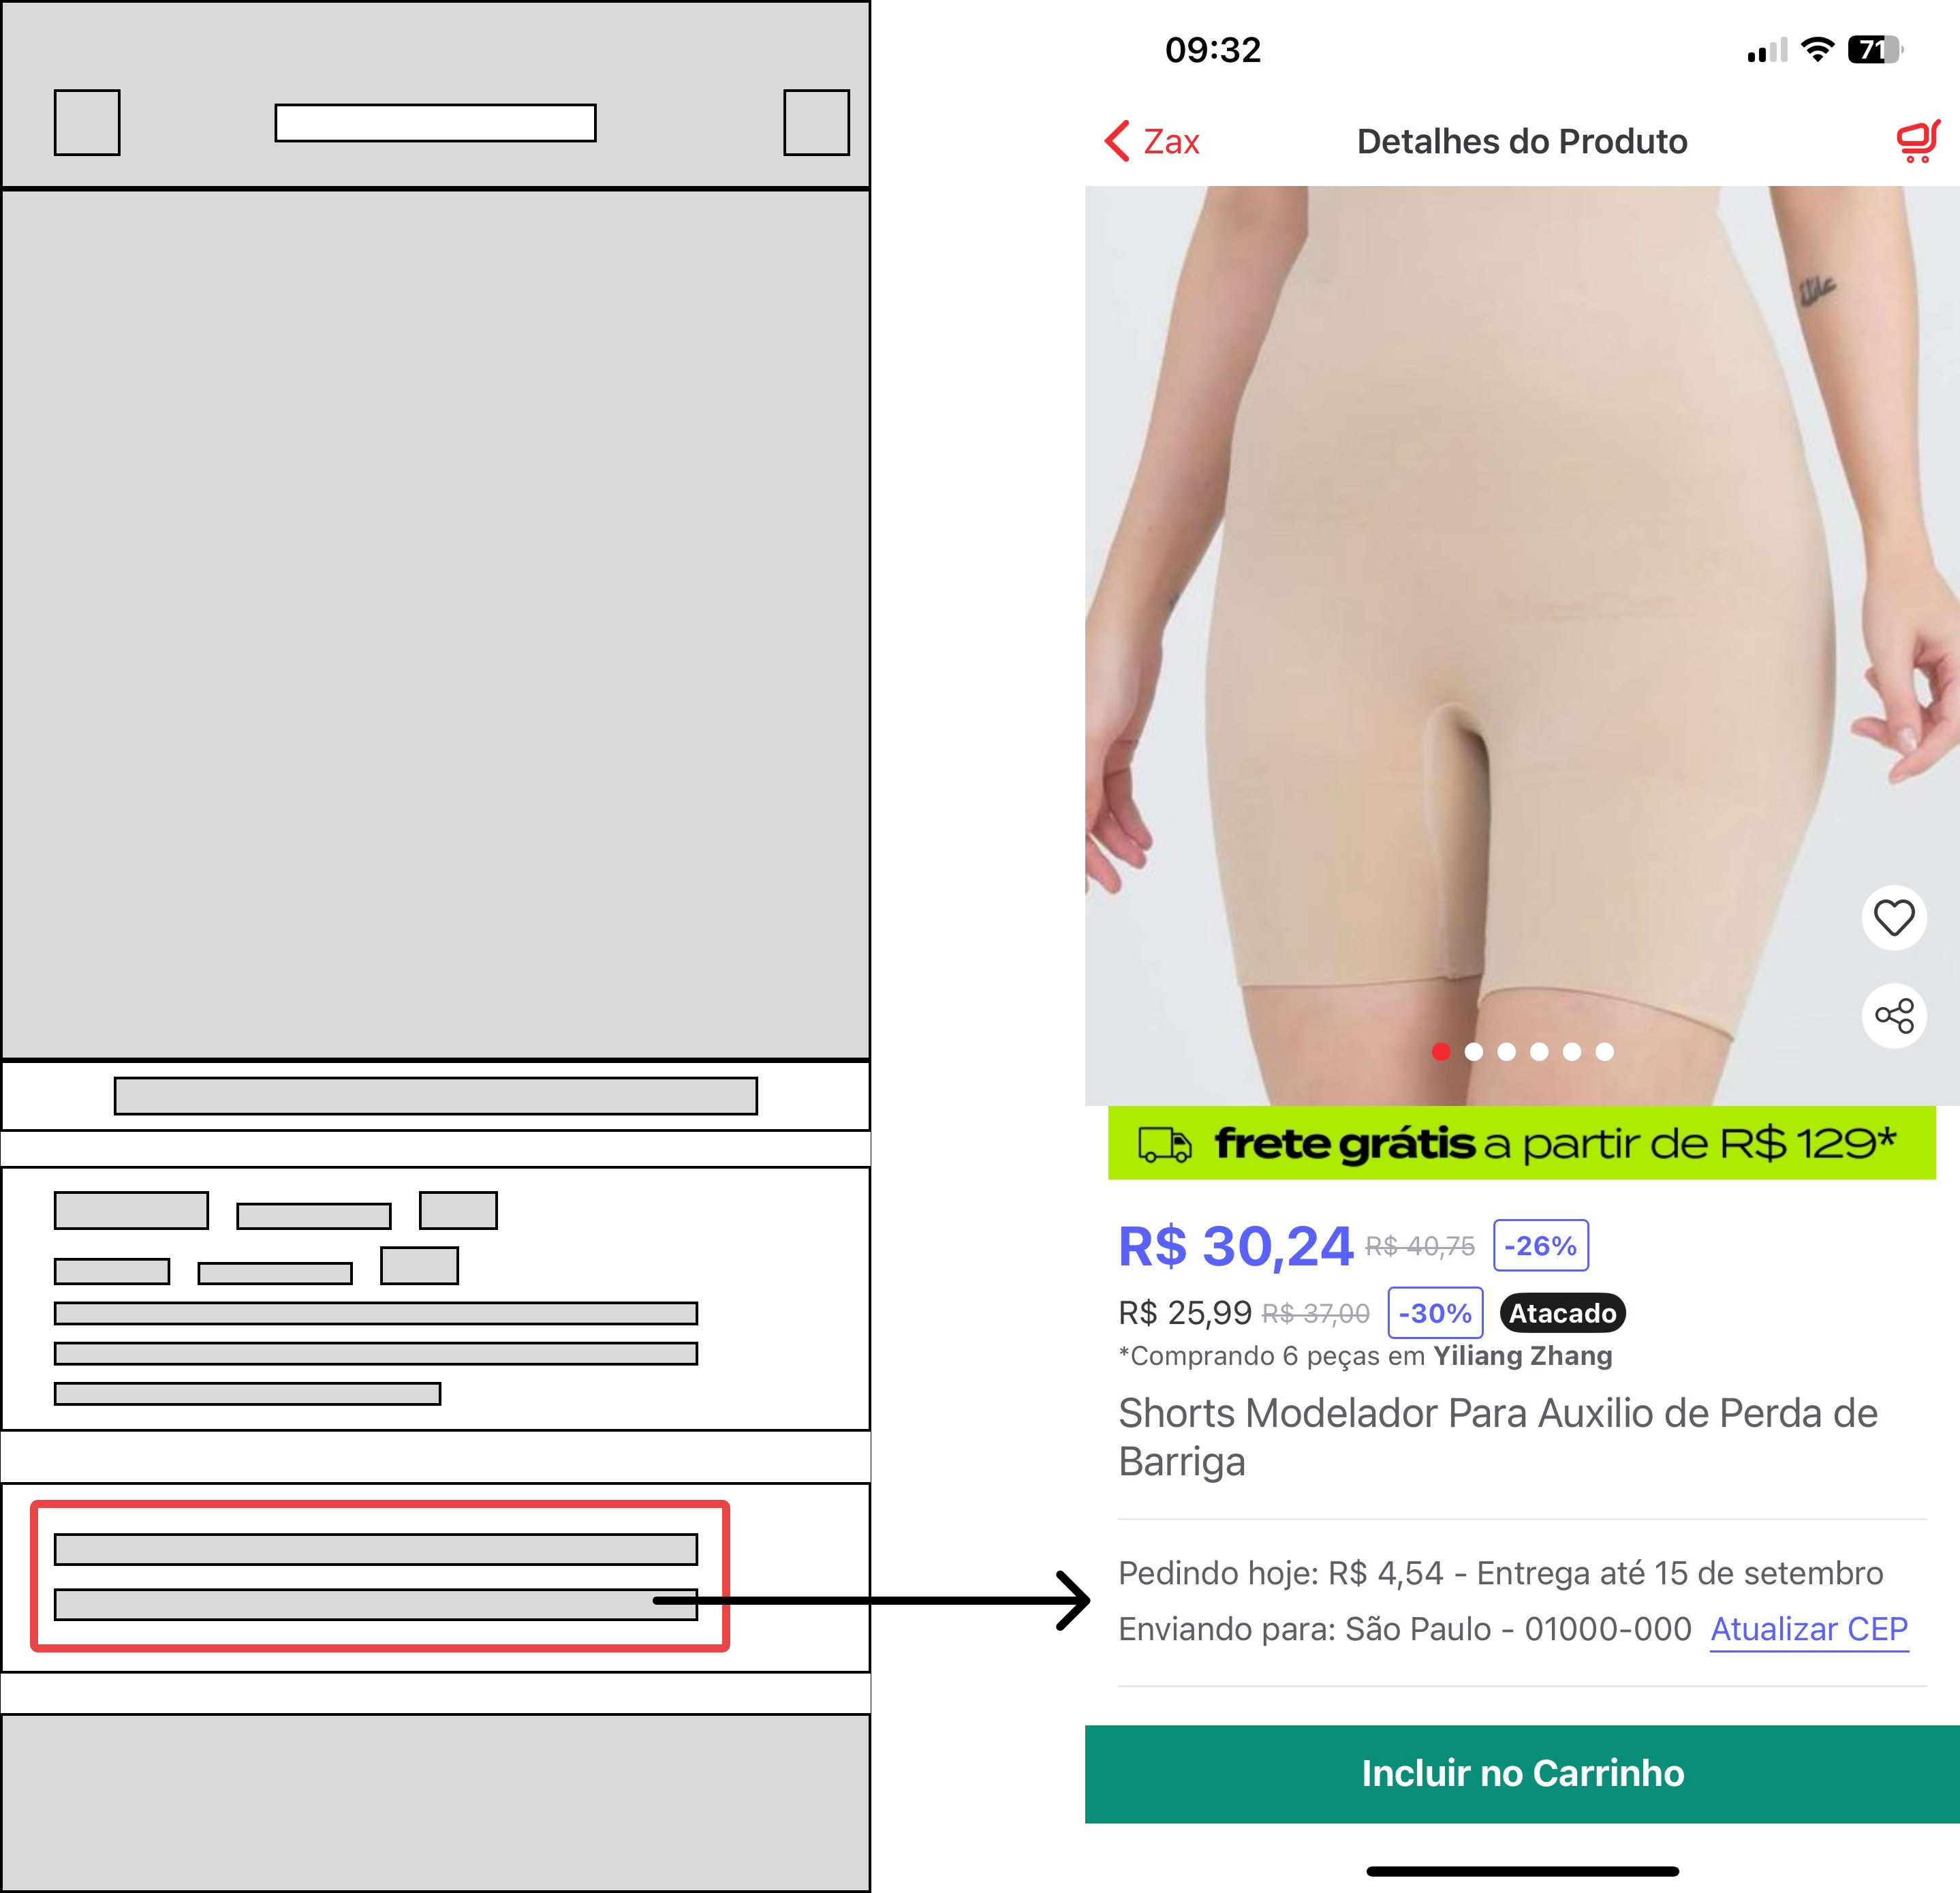 09:32
71
Zax
Detalhes do Produto
frete grátis a partir de R$ 129*
R$ 30,24 R$ 40,75 -26%
R$ 25,99 R$ 37,00 -30% Atacado
*Comprando 6 peças em Yiliang Zhang
Shorts Modelador Para Auxilio de Perda de
Barriga
Pedindo hoje: R$ 4,54 - Entrega até 15 de setembro
Enviando para: São Paulo - 01000-000 Atualizar CEP
Incluir no Carrinho